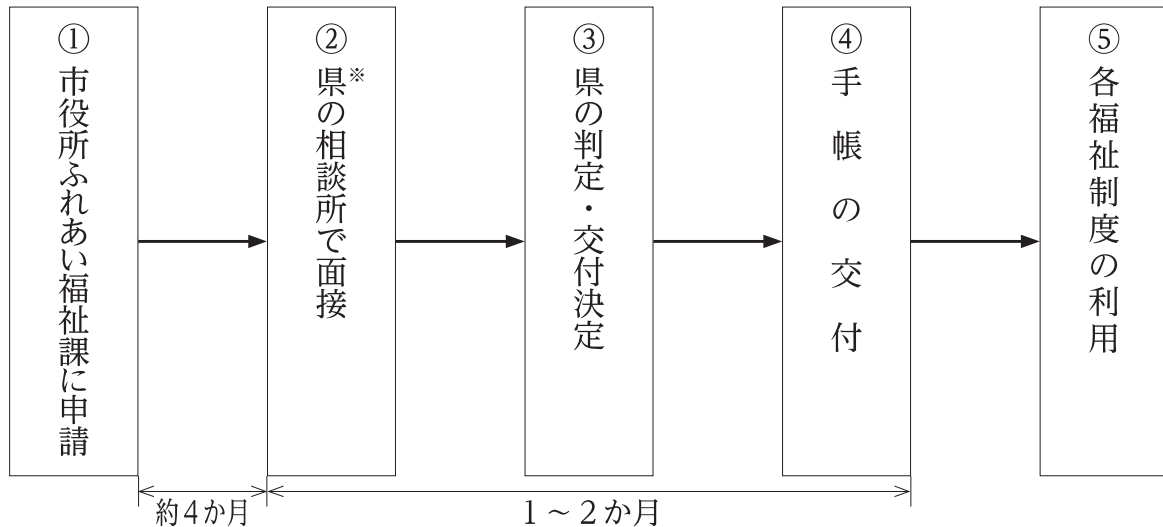 ①市役所ふれあい福祉課に申請
②県※の相談所で面接
③県の判定・交付決定
④手帳の交付
⑤各福祉制度の利用
約4か月
1～2か月